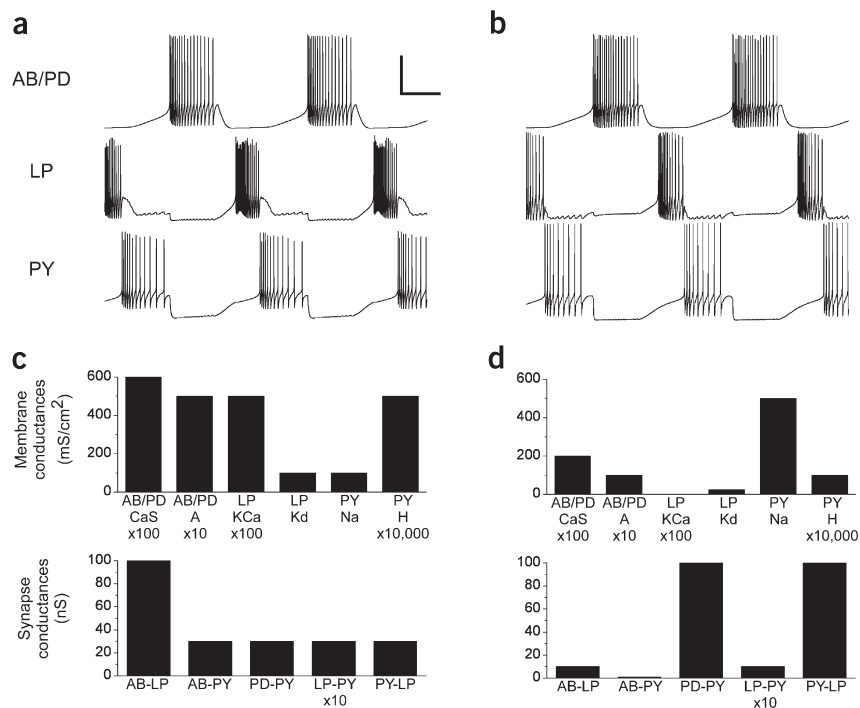 a
b
AB/PD
LP
PY
c
d
Membrane
conductances
(mS/cm²)
600
400
200
0
AB/PD
CaS
x100
AB/PD
A
x10
LP
KCa
x100
LP
Kd
PY
Na
PY
H
x10,000
600
400
200
0
AB/PD
CaS
x100
AB/PD
A
x10
LP
KCa
x100
LP
Kd
PY
Na
PY
H
x10,000
Synapse
conductances
(nS)
100
80
60
40
20
0
AB-LP
AB-PY
PD-PY
LP-PY
x10
PY-LP
100
80
60
40
20
0
AB-LP
AB-PY
PD-PY
LP-PY
x10
PY-LP